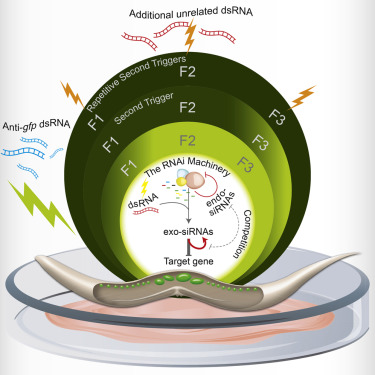 Additional unrelated dsRNA
Repetitive Second Triggers
F1
F2
F3
Second Trigger
F1
F2
Anti-gfp dsRNA
F1
F2
F3
The RNAi Machinery
dsRNA
endo-
siRNAs
Competition
exo-siRNAs
Target gene